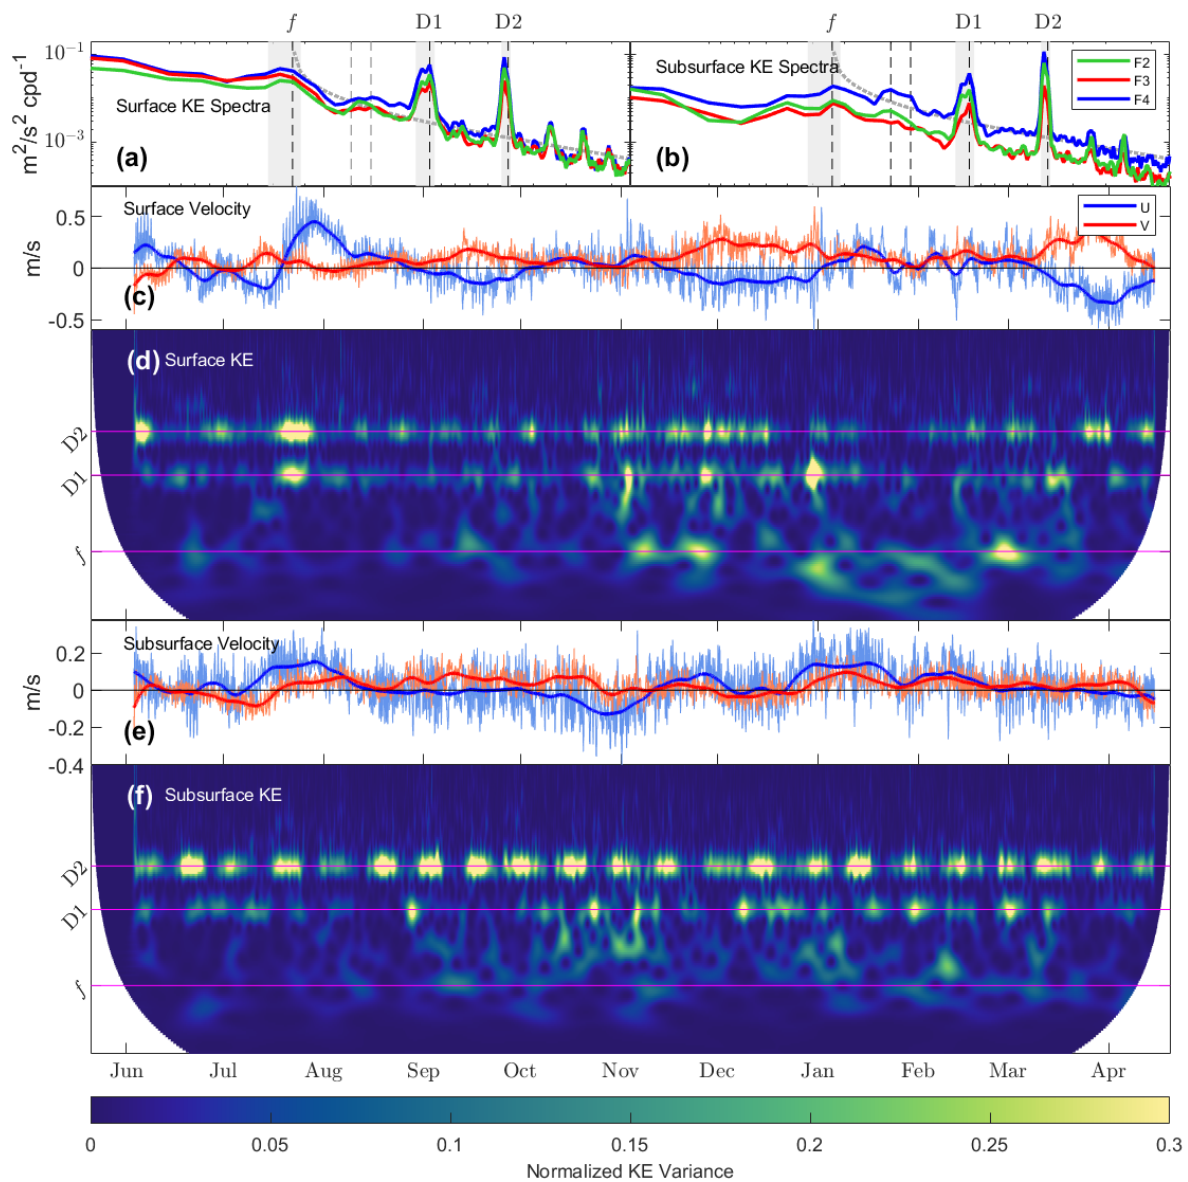 f D1 D2 f D1 D2
10⁻¹
10⁻³
m²/s² cpd⁻¹
Surface KE Spectra
(a)
Subsurface KE Spectra
(b)
F2
F3
F4
Surface Velocity
U
V
0.5
0
-0.5
m/s
(c)
(d) Surface KE
D2
D1
f
Subsurface Velocity
0.2
0
-0.2
-0.4
m/s
(e)
(f) Subsurface KE
D2
D1
f
Jun Jul Aug Sep Oct Nov Dec Jan Feb Mar Apr
0 0.05 0.1 0.15 0.2 0.25 0.3
Normalized KE Variance